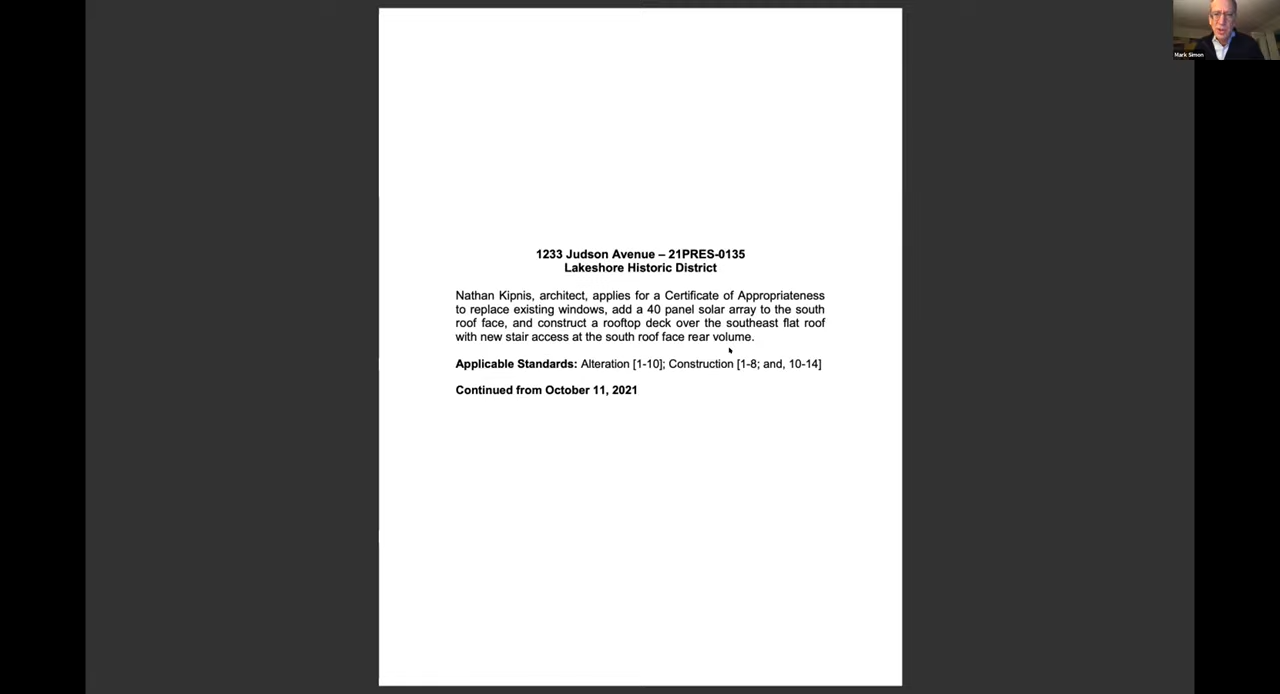 Mark Simon
1233 Judson Avenue – 21PRES-0135
Lakeshore Historic District
Nathan Kipnis, architect, applies for a Certificate of Appropriateness
to replace existing windows, add a 40 panel solar array to the south
roof face, and construct a rooftop deck over the southeast flat roof
with new stair access at the south roof face rear volume.
Applicable Standards: Alteration [1-10]; Construction [1-8; and, 10-14]
Continued from October 11, 2021